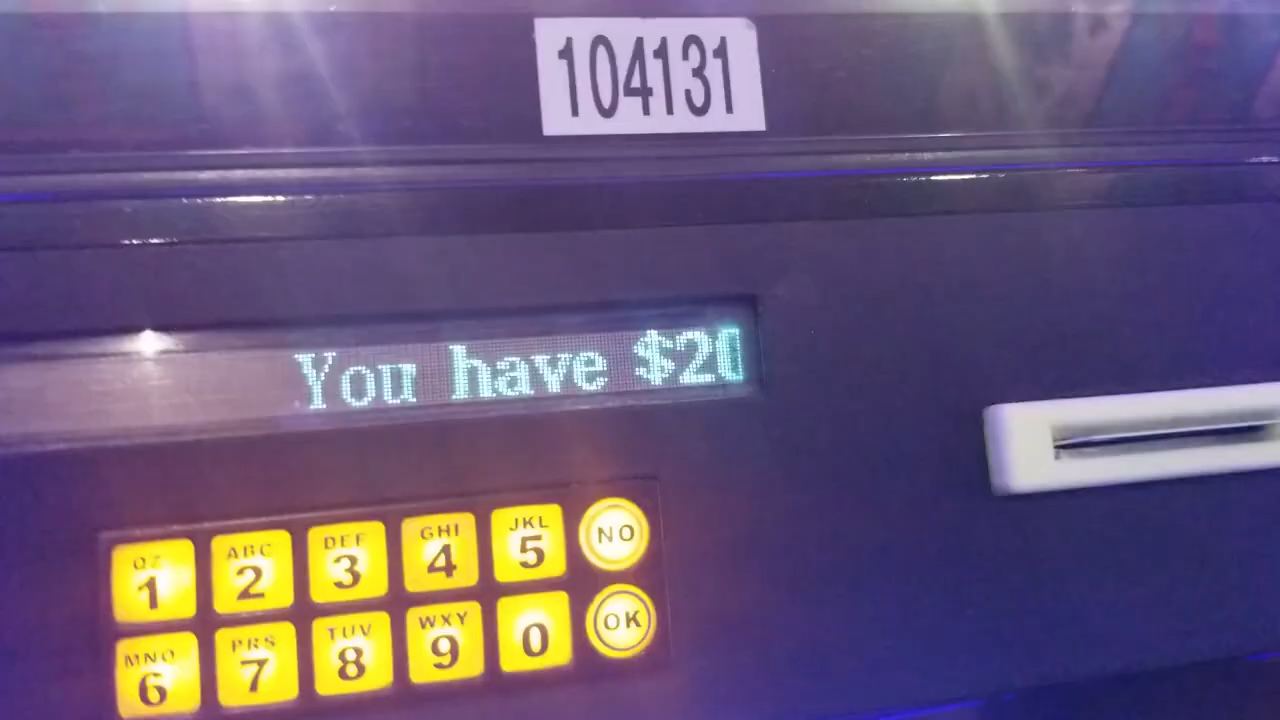 104131
You have $20
QZ ABC DEF GHI JKL
1 2 3 4 5 NO
MNO PRS TUV WXY
6 7 8 9 0 OK